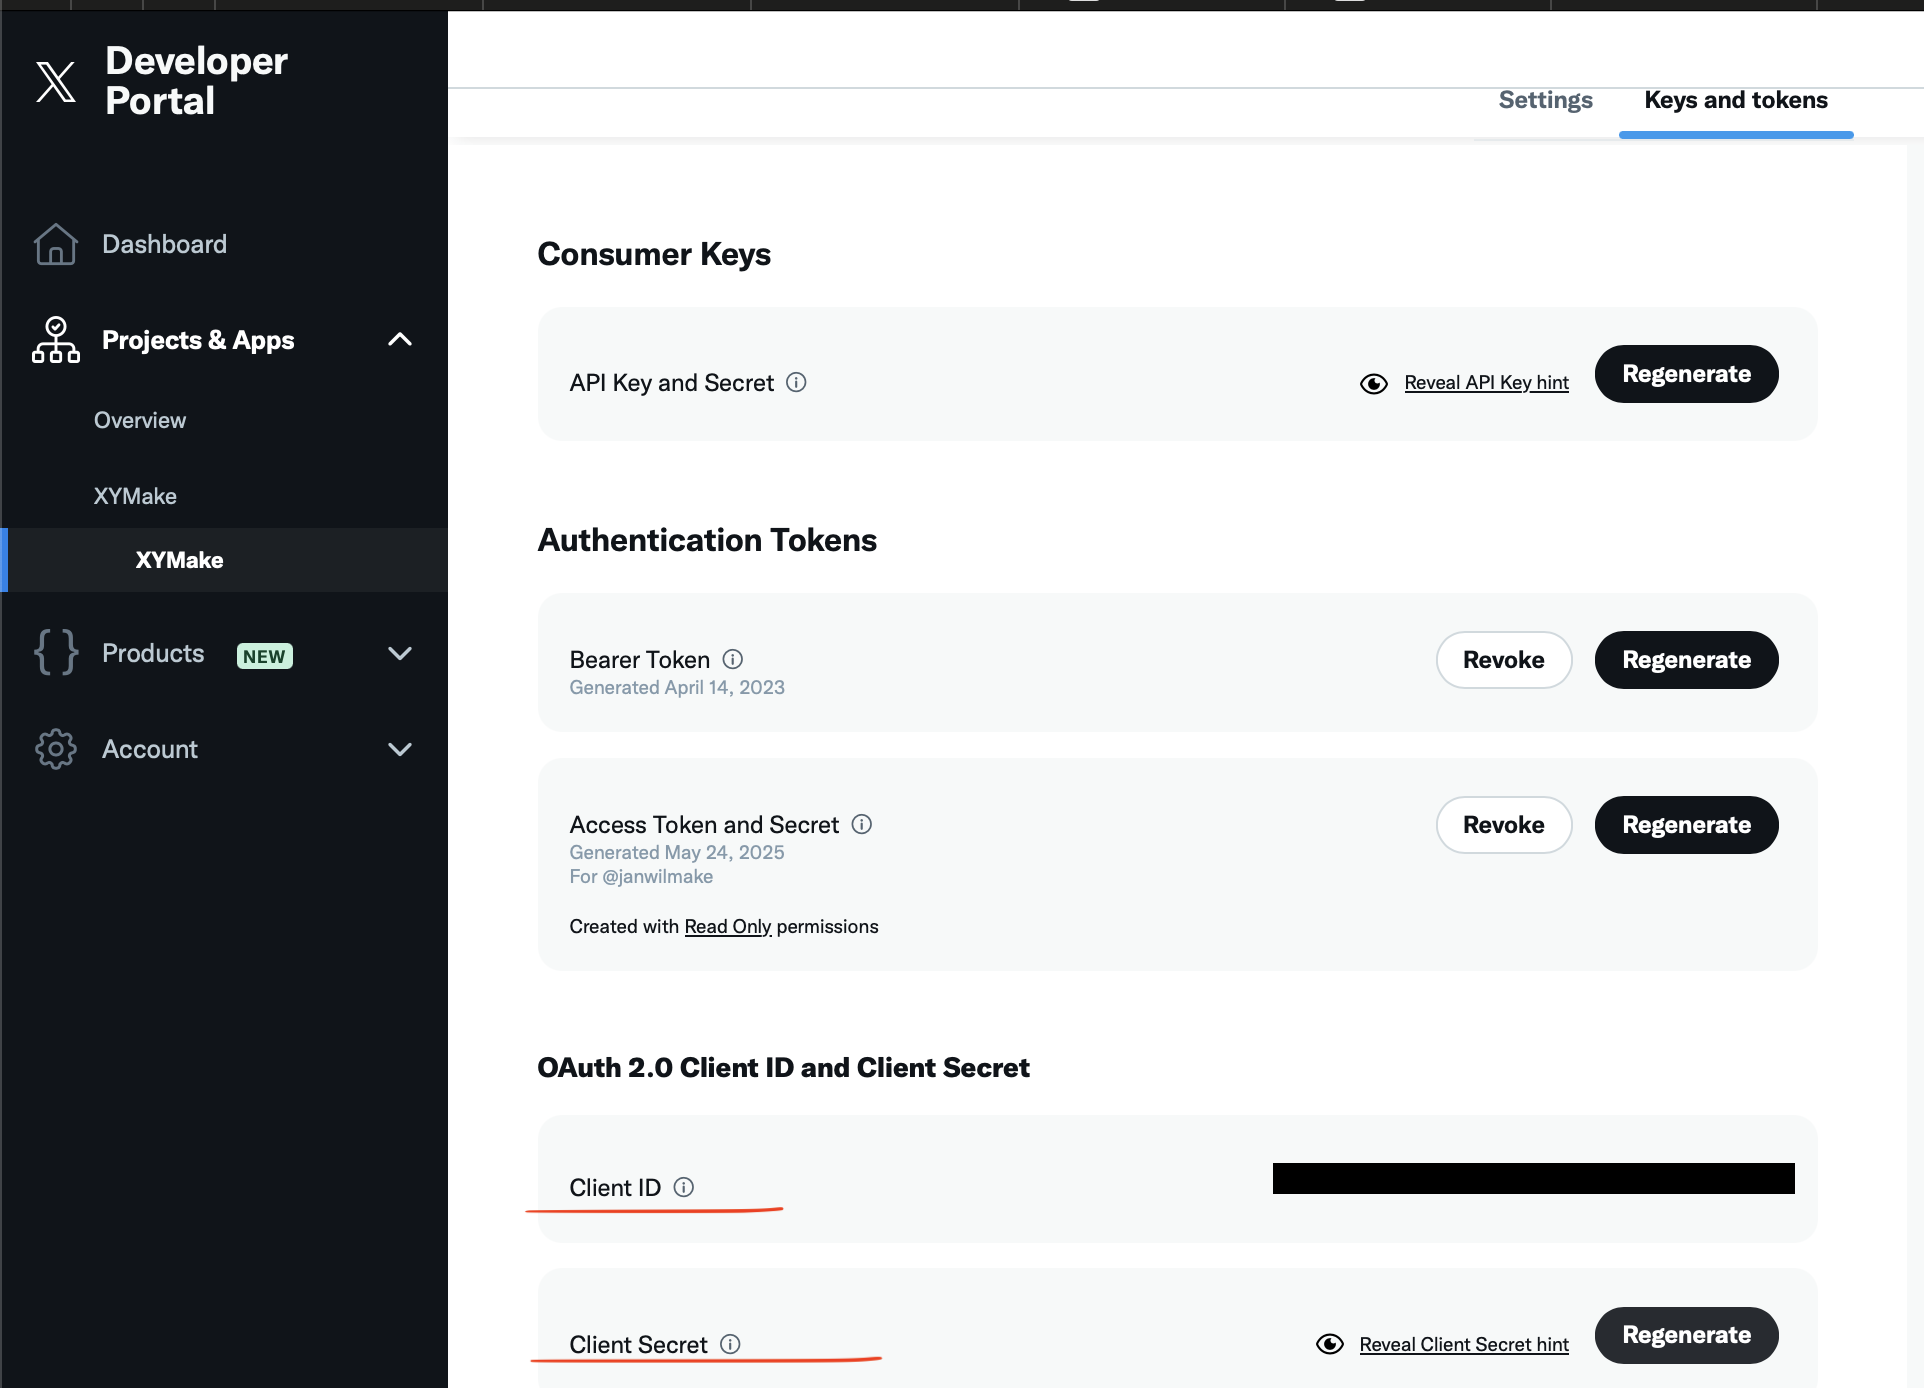 Developer
Portal
Settings
Keys and tokens
Dashboard
Projects & Apps
Overview
XYMake
XYMake
Products NEW
Account
Consumer Keys
API Key and Secret
Reveal API Key hint
Regenerate
Authentication Tokens
Bearer Token
Generated April 14, 2023
Revoke
Regenerate
Access Token and Secret
Generated May 24, 2025
For @janwilmake
Created with Read Only permissions
Revoke
Regenerate
OAuth 2.0 Client ID and Client Secret
Client ID
Client Secret
Reveal Client Secret hint
Regenerate